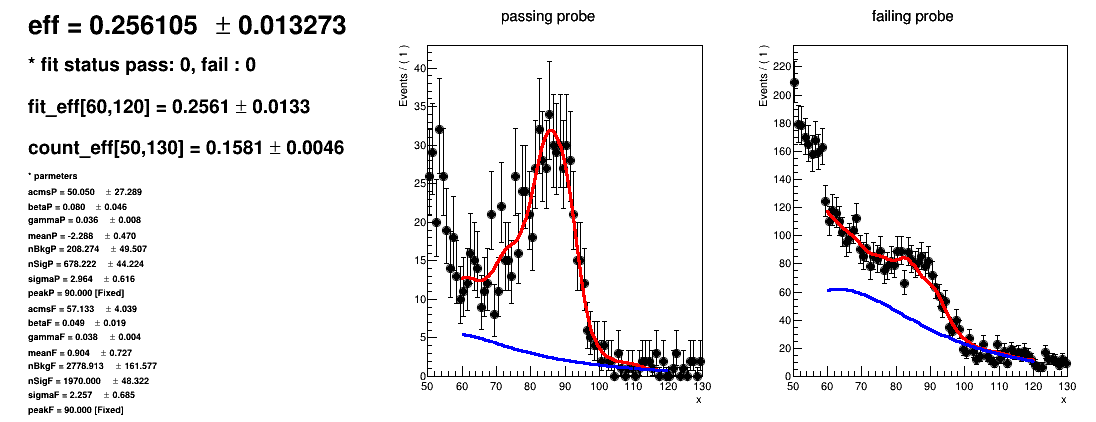 eff = 0.256105 ± 0.013273
* fit status pass: 0, fail : 0
fit_eff[60,120] = 0.2561 ± 0.0133
count_eff[50,130] = 0.1581 ± 0.0046
* parmeters
acmsP = 50.050 ± 27.289
betaP = 0.080 ± 0.046
gammaP = 0.036 ± 0.008
meanP = -2.288 ± 0.470
nBkgP = 208.274 ± 49.507
nSigP = 678.222 ± 44.224
sigmaP = 2.964 ± 0.616
peakP = 90.000 [Fixed]
acmsF = 57.133 ± 4.039
betaF = 0.049 ± 0.019
gammaF = 0.038 ± 0.004
meanF = 0.904 ± 0.727
nBkgF = 2778.913 ± 161.577
nSigF = 1970.000 ± 48.322
sigmaF = 2.257 ± 0.685
peakF = 90.000 [Fixed]
passing probe
Events / ( 1 )
40
35
30
25
20
15
10
5
0
50 60 70 80 90 100 110 120 130
x
failing probe
Events / ( 1 )
220
200
180
160
140
120
100
80
60
40
20
0
50 60 70 80 90 100 110 120 130
x